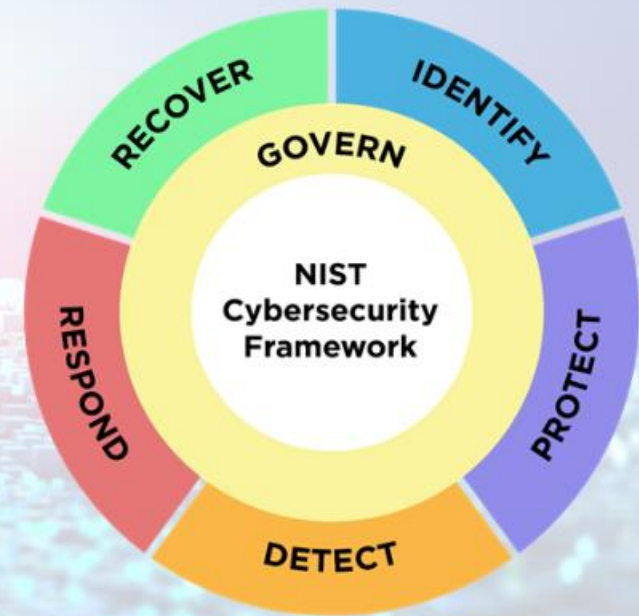 RECOVER
IDENTIFY
GOVERN
NIST
Cybersecurity
Framework
RESPOND
PROTECT
DETECT